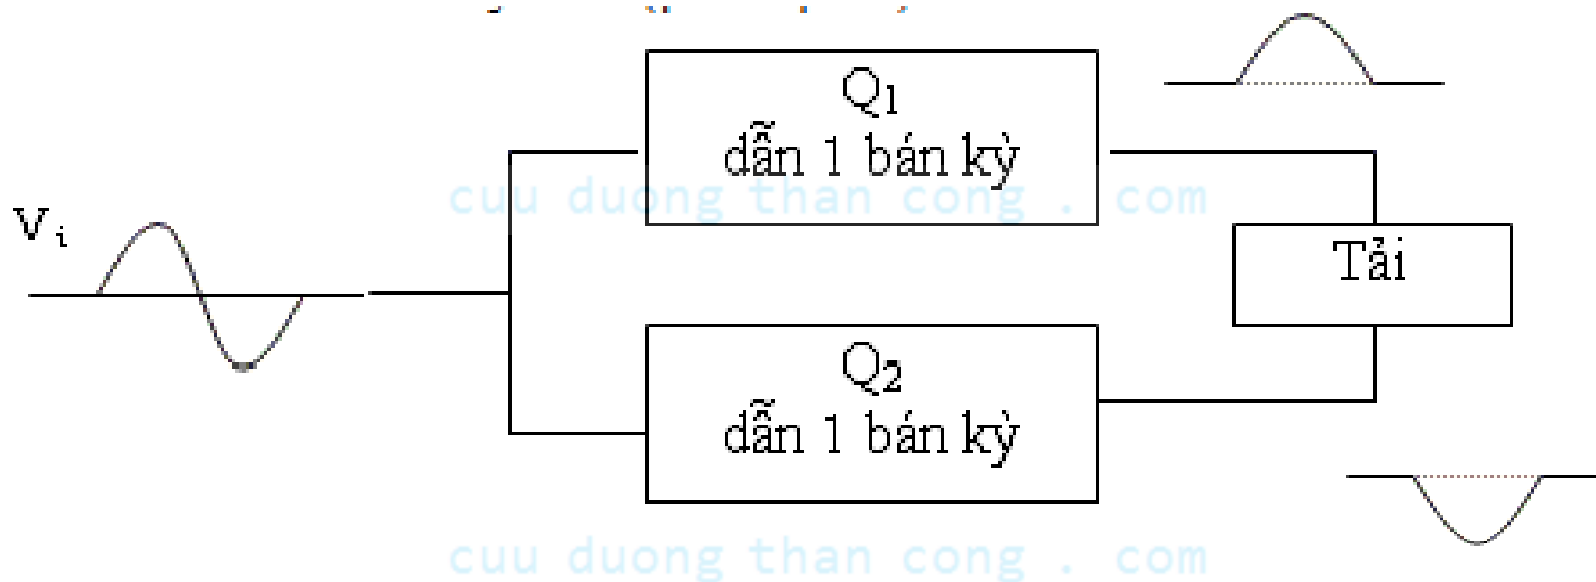 Q1
dẫn 1 bán kỳ
cuu duong than cong . com
Vi
Tải
Q2
dẫn 1 bán kỳ
cuu duong than cong . com